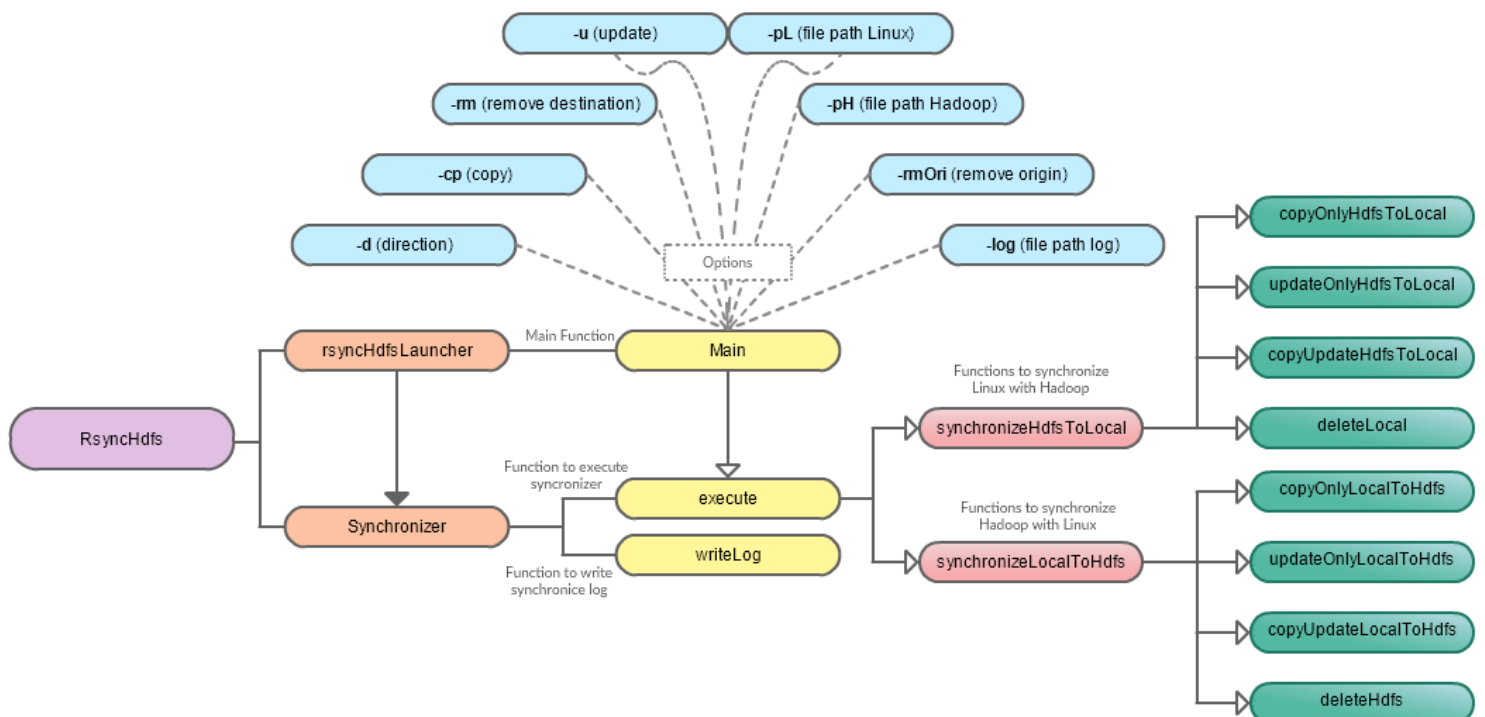 -u (update)
-pL (file path Linux)
-rm (remove destination)
-pH (file path Hadoop)
-cp (copy)
-rmOri (remove origin)
-d (direction)
Options
-log (file path log)
copyOnlyHdfsToLocal
updateOnlyHdfsToLocal
copyUpdateHdfsToLocal
deleteLocal
rsyncHdfsLauncher
Main Function
Main
Functions to synchronize
Linux with Hadoop
synchronizeHdfsToLocal
RsyncHdfs
Function to execute
syncronizer
execute
Synchronizer
writeLog
Function to write
synchronice log
Functions to synchronize
Hadoop with Linux
synchronizeLocalToHdfs
copyOnlyLocalToHdfs
updateOnlyLocalToHdfs
copyUpdateLocalToHdfs
deleteHdfs